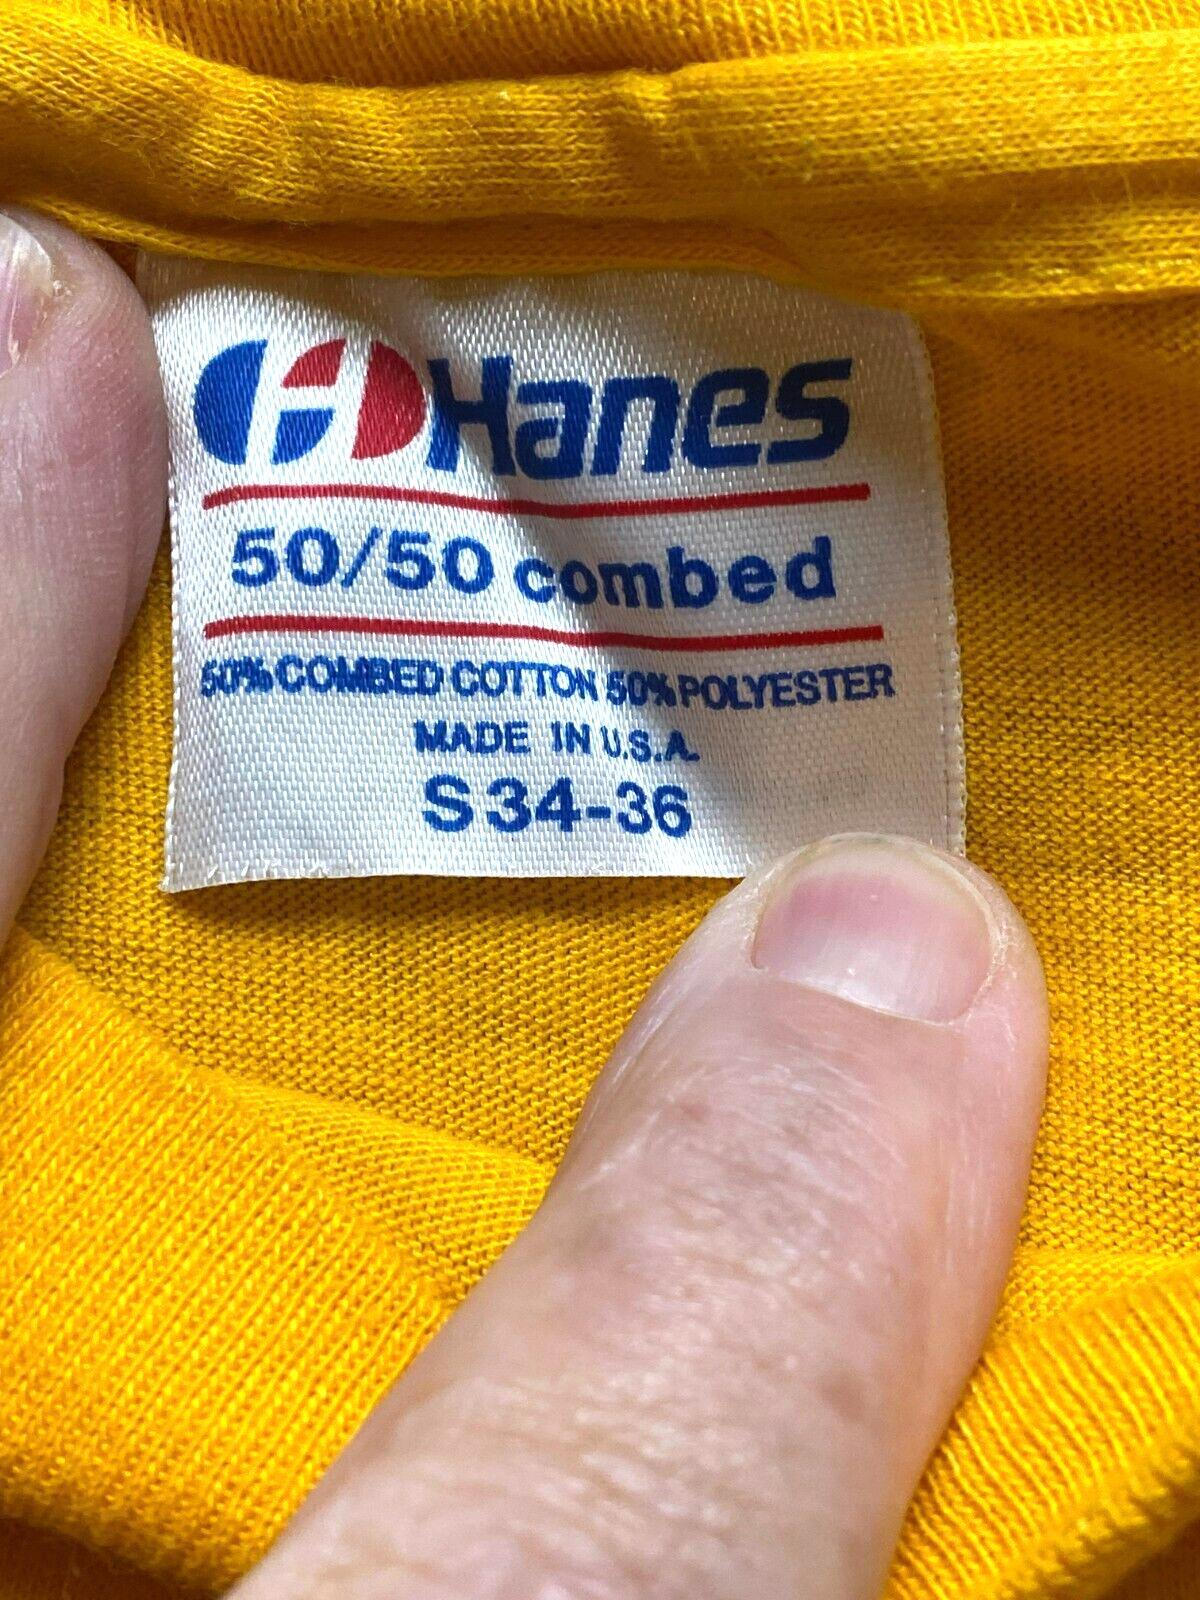 Hanes
50/50 combed
50% COMBED COTTON 50% POLYESTER
MADE IN U.S.A.
S 34-36